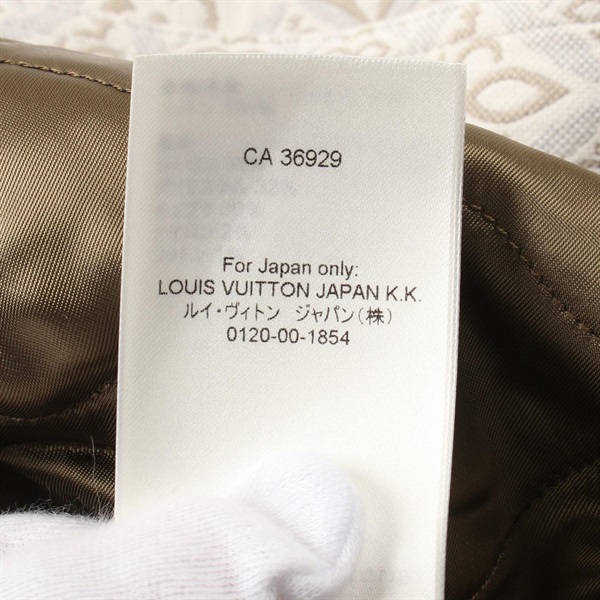 CA 36929
For Japan only:
LOUIS VUITTON JAPAN K.K.
ルイ・ヴィトン ジャパン(株)
0120-00-1854